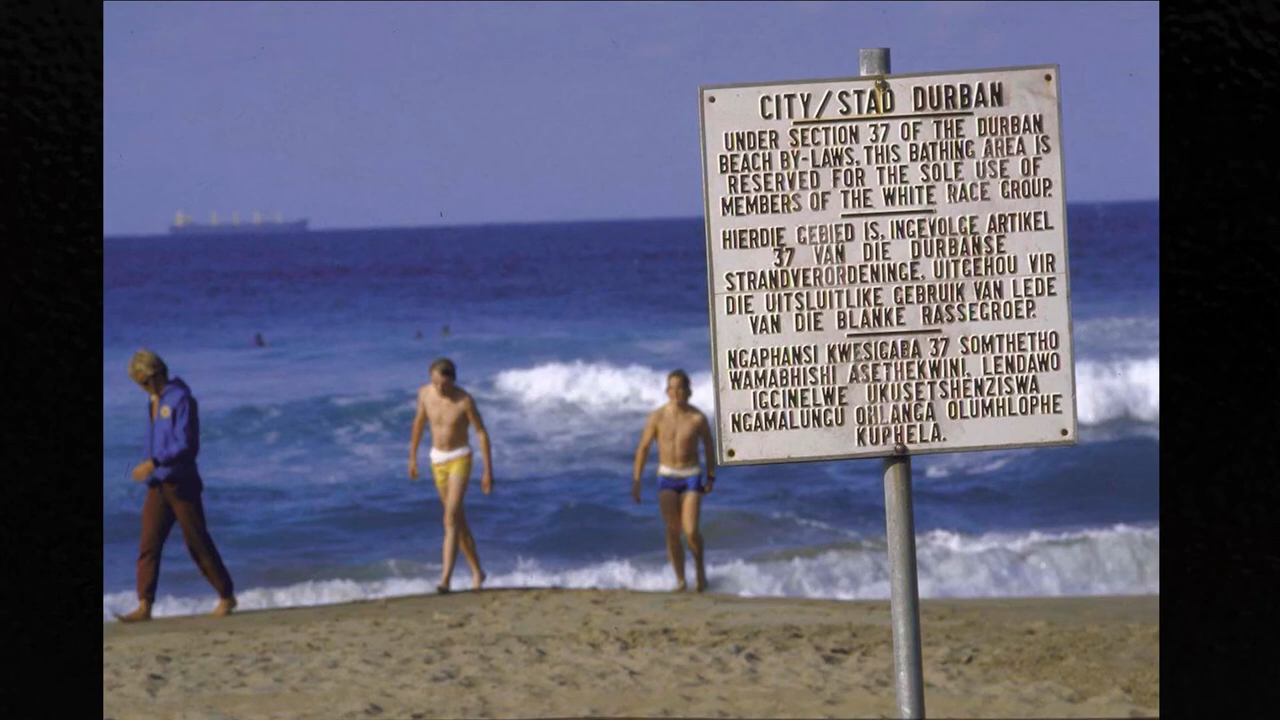 CITY/STAD DURBAN
UNDER SECTION 37 OF THE DURBAN
BEACH BY-LAWS, THIS BATHING AREA IS
RESERVED FOR THE SOLE USE OF
MEMBERS OF THE WHITE RACE GROUP.
HIERDIE GEBIED IS, INGEVOLGE ARTIKEL
37 VAN DIE DURBANSE
STRANDVERORDENINGE, UITGEHOU VIR
DIE UITSLUITLIKE GEBRUIK VAN LEDE
VAN DIE BLANKE RASSEGROEP.
NGAPHANSI KWESIGABA 37 SOMTHETHO
WAMABHISHI ASETHEKWINI, LENDAWO
IGCINELWE UKUSETSHENZISWA
NGAMALUNGU OHLANGA OLUMHLOPHE
KUPHELA.